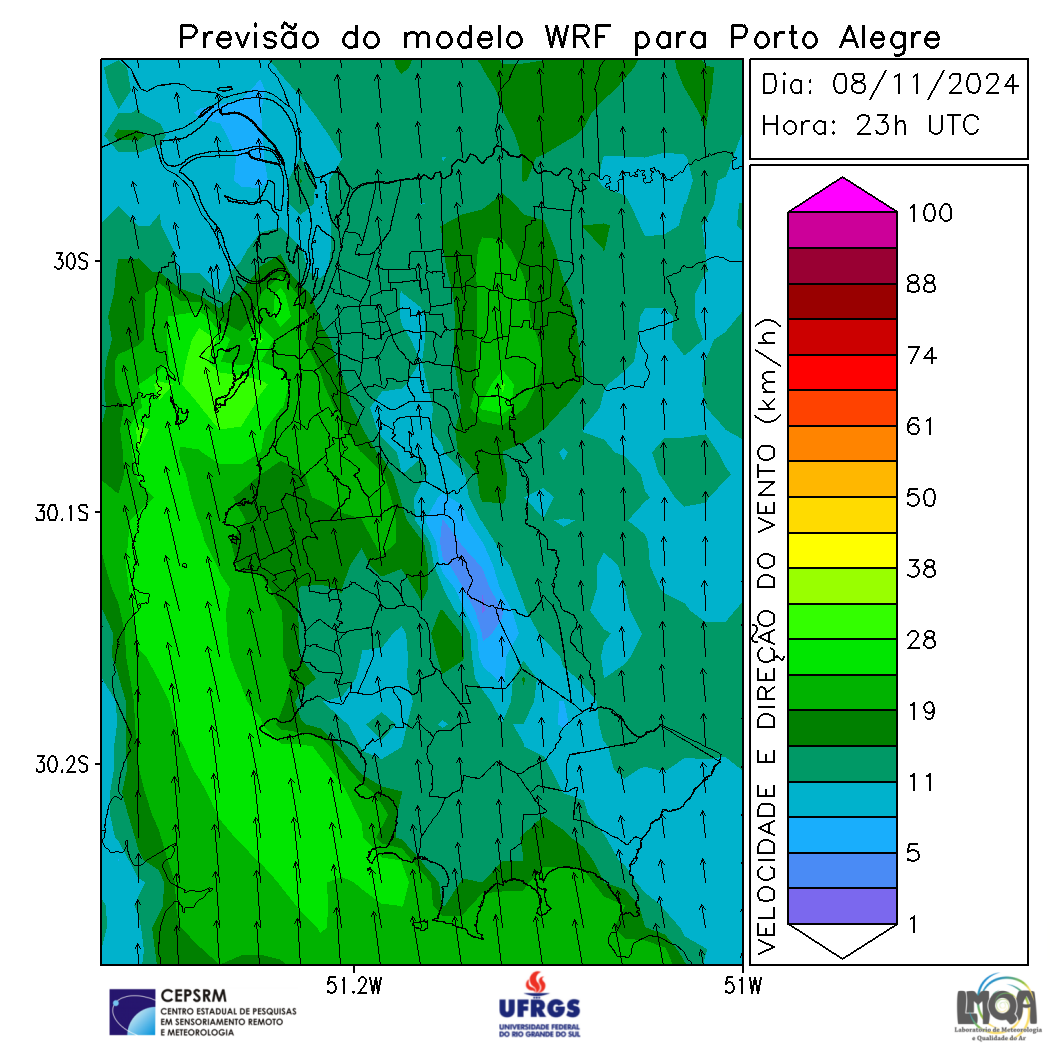 Previsão do modelo WRF para Porto Alegre
Dia: 08/11/2024
Hora: 23h UTC
30S
30.1S
30.2S
51.2W
51W
VELOCIDADE E DIREÇÃO DO VENTO (km/h)
100
88
74
61
50
38
28
19
11
5
1
CEPSRM
CENTRO ESTADUAL DE PESQUISAS
EM SENSORIAMENTO REMOTO
E METEOROLOGIA
UFRGS
UNIVERSIDADE FEDERAL
DO RIO GRANDE DO SUL
LMQA
Laboratório de Meteorologia
e Qualidade do Ar